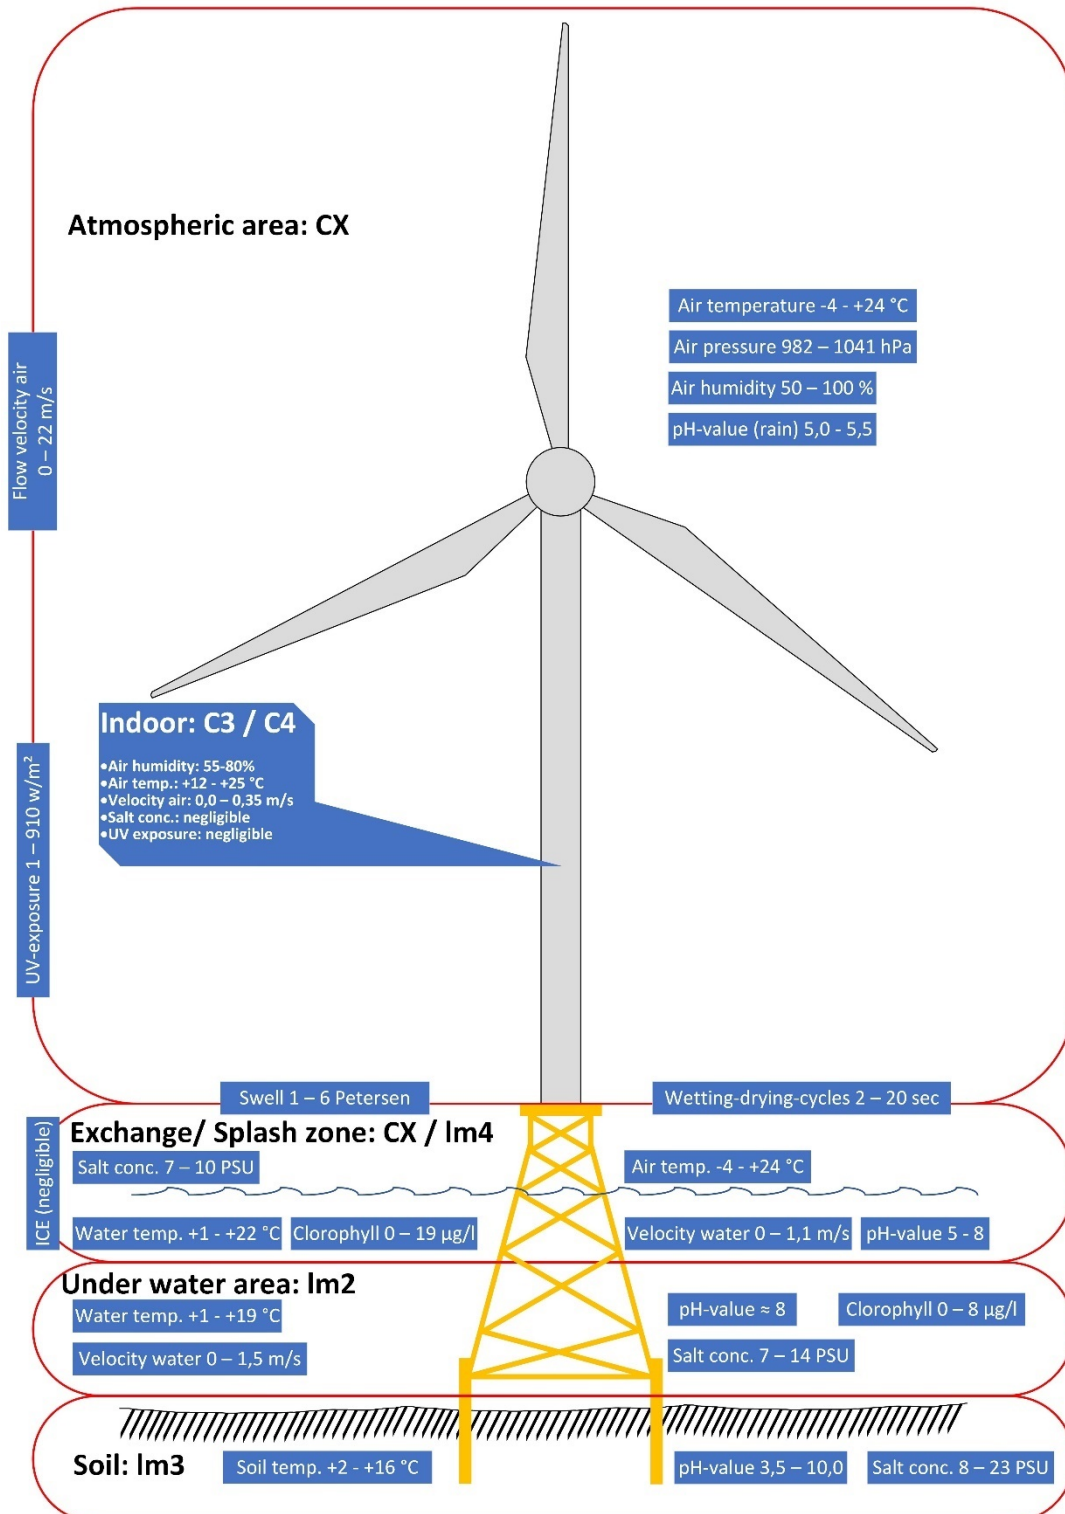 Atmospheric area: CX
Air temperature -4 - +24 °C
Air pressure 982 – 1041 hPa
Air humidity 50 – 100 %
pH-value (rain) 5,0 - 5,5
Flow velocity air
0 – 22 m/s
Indoor: C3 / C4
•Air humidity: 55-80%
•Air temp.: +12 - +25 °C
•Velocity air: 0,0 – 0,35 m/s
•Salt conc.: negligible
•UV exposure: negligible
UV-exposure 1 – 910 w/m²
Swell 1 – 6 Petersen
Wetting-drying-cycles 2 – 20 sec
ICE (negligible)
Exchange/ Splash zone: CX / lm4
Salt conc. 7 – 10 PSU
Air temp. -4 - +24 °C
Water temp. +1 - +22 °C
Clorophyll 0 – 19 µg/l
Velocity water 0 – 1,1 m/s
pH-value 5 - 8
Under water area: lm2
Water temp. +1 - +19 °C
pH-value ≈ 8
Clorophyll 0 – 8 µg/l
Velocity water 0 – 1,5 m/s
Salt conc. 7 – 14 PSU
Soil: lm3
Soil temp. +2 - +16 °C
pH-value 3,5 – 10,0
Salt conc. 8 – 23 PSU